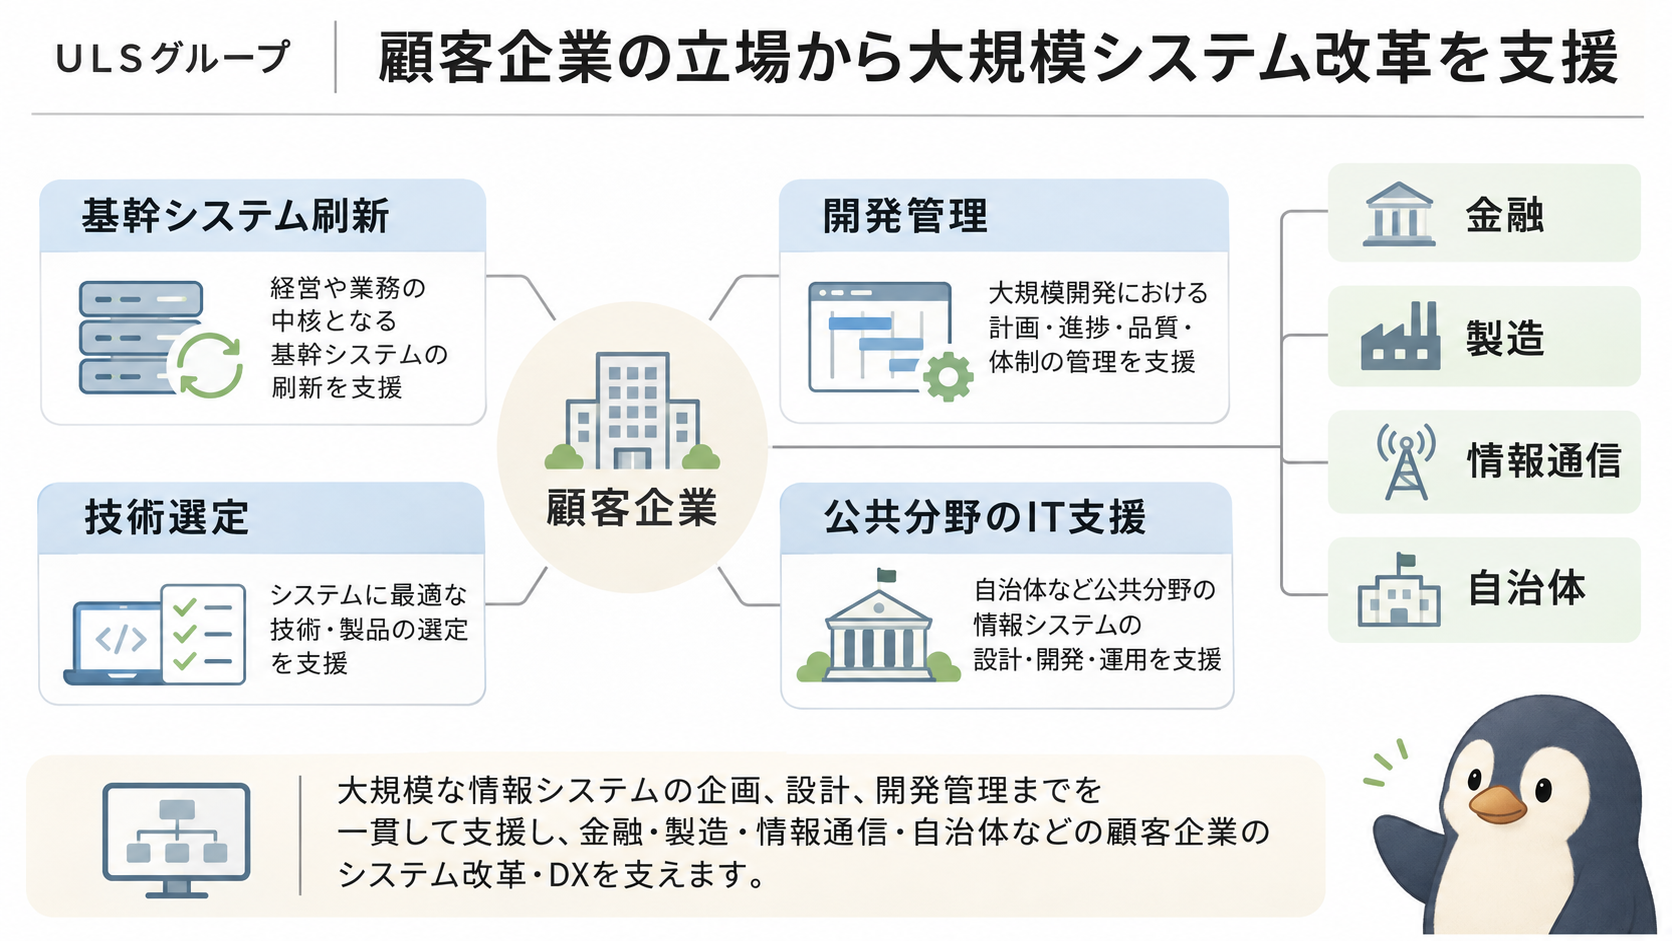 ULSグループ
顧客企業の立場から大規模システム改革を支援
基幹システム刷新
経営や業務の
中核となる
基幹システムの
刷新を支援
開発管理
大規模開発における
計画・進捗・品質・
体制の管理を支援
顧客企業
技術選定
システムに最適な
技術・製品の選定
を支援
公共分野のIT支援
自治体など公共分野の
情報システムの
設計・開発・運用を支援
金融
製造
情報通信
自治体
大規模な情報システムの企画、設計、開発管理までを
一貫して支援し、金融・製造・情報通信・自治体などの顧客企業の
システム改革・DXを支えます。